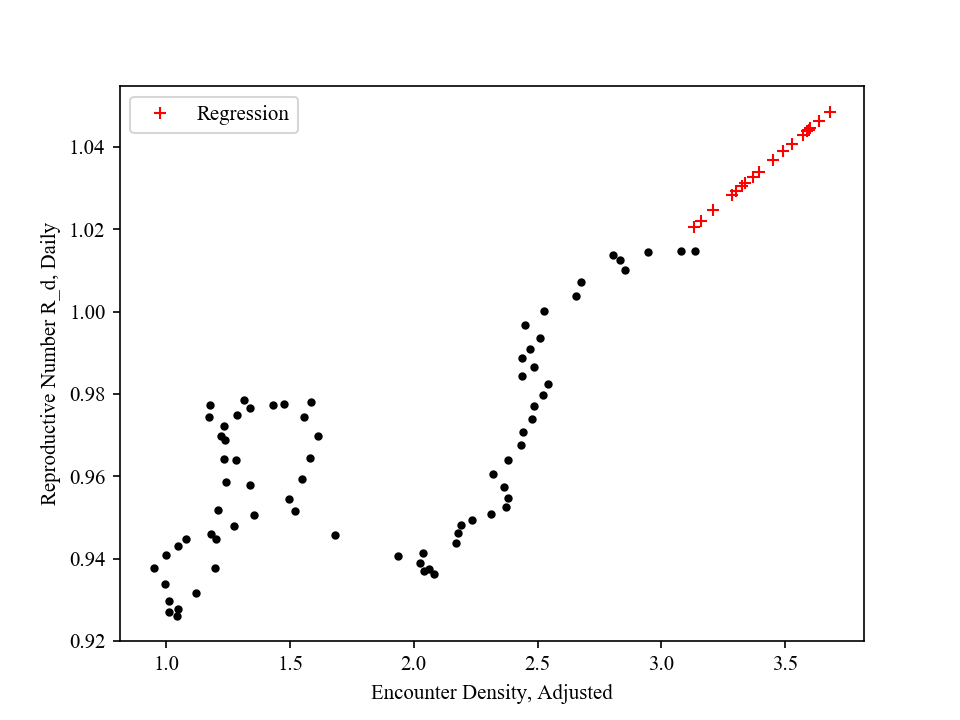 Regression
1.04
1.02
1.00
0.98
0.96
0.94
0.92
Reproductive Number R_d, Daily
1.0 1.5 2.0 2.5 3.0 3.5
Encounter Density, Adjusted